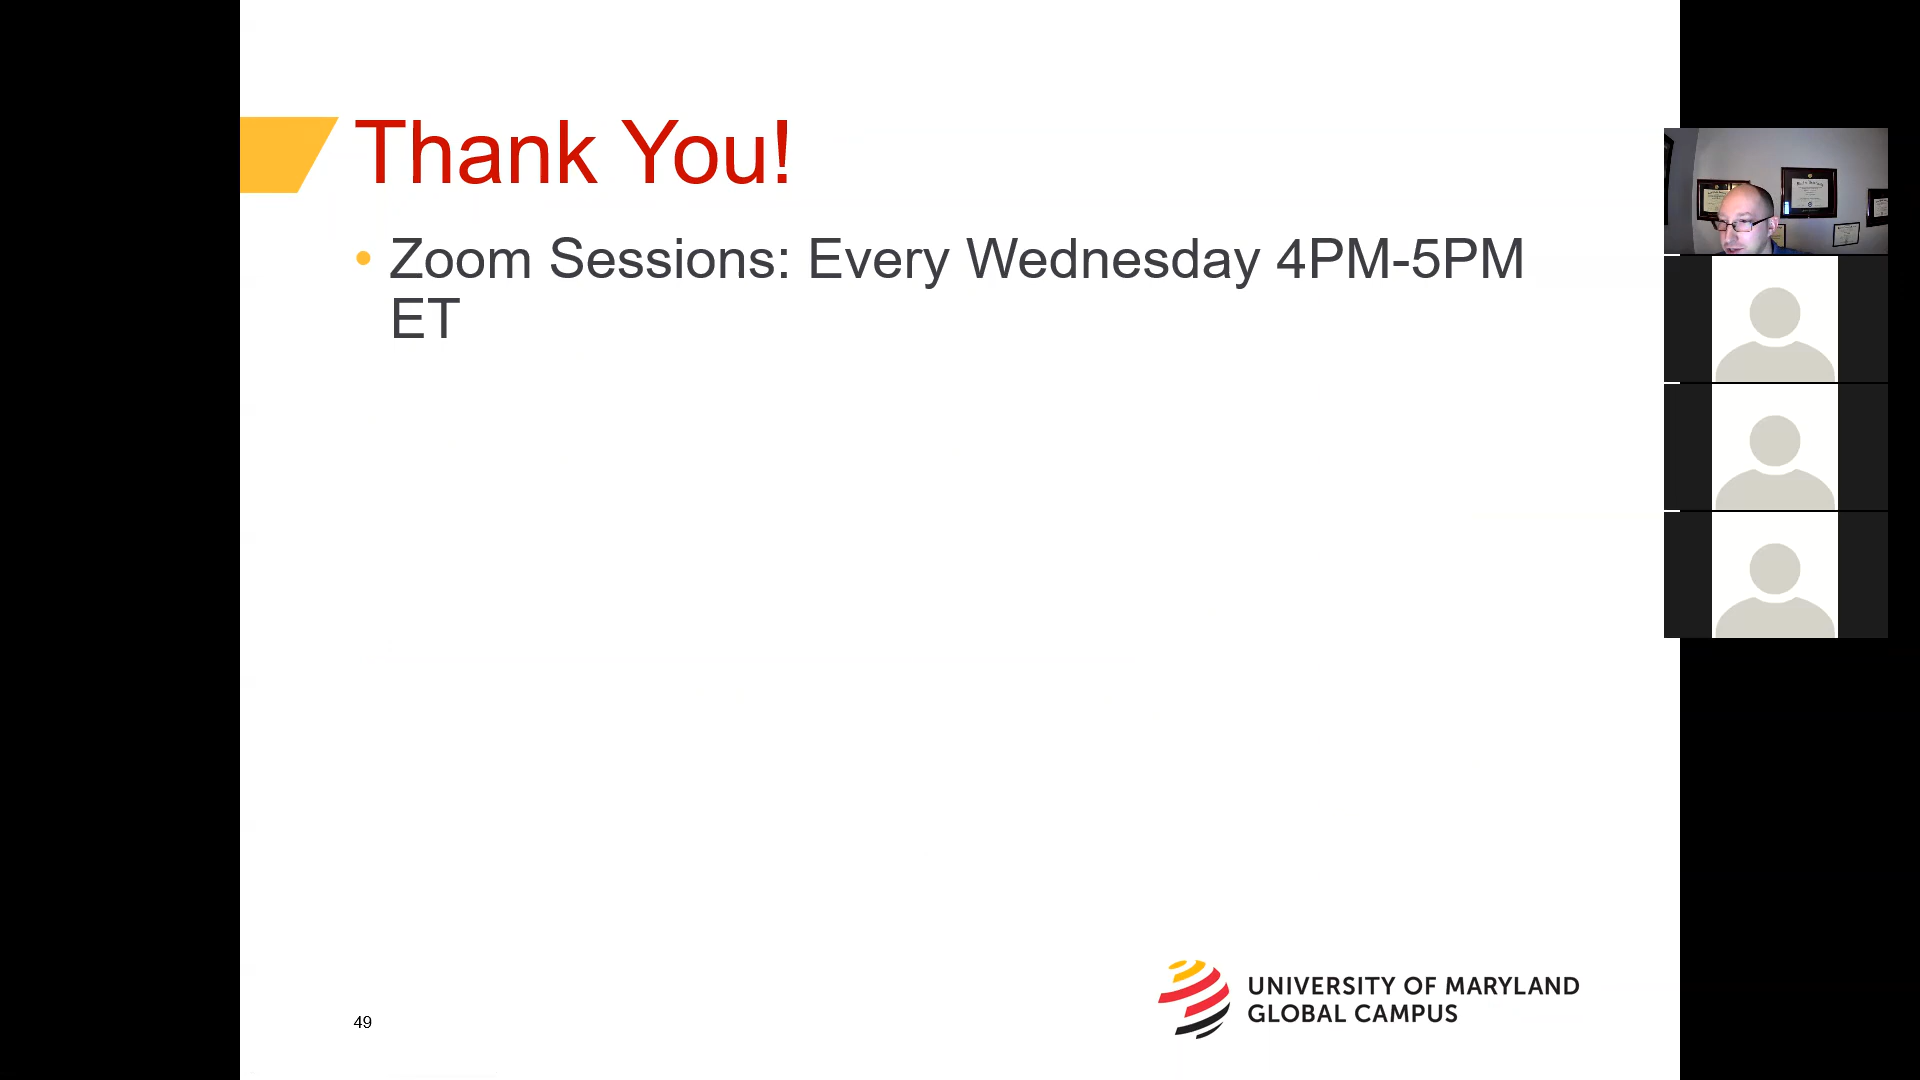 Thank You!
• Zoom Sessions: Every Wednesday 4PM-5PM
ET
49
UNIVERSITY OF MARYLAND
GLOBAL CAMPUS